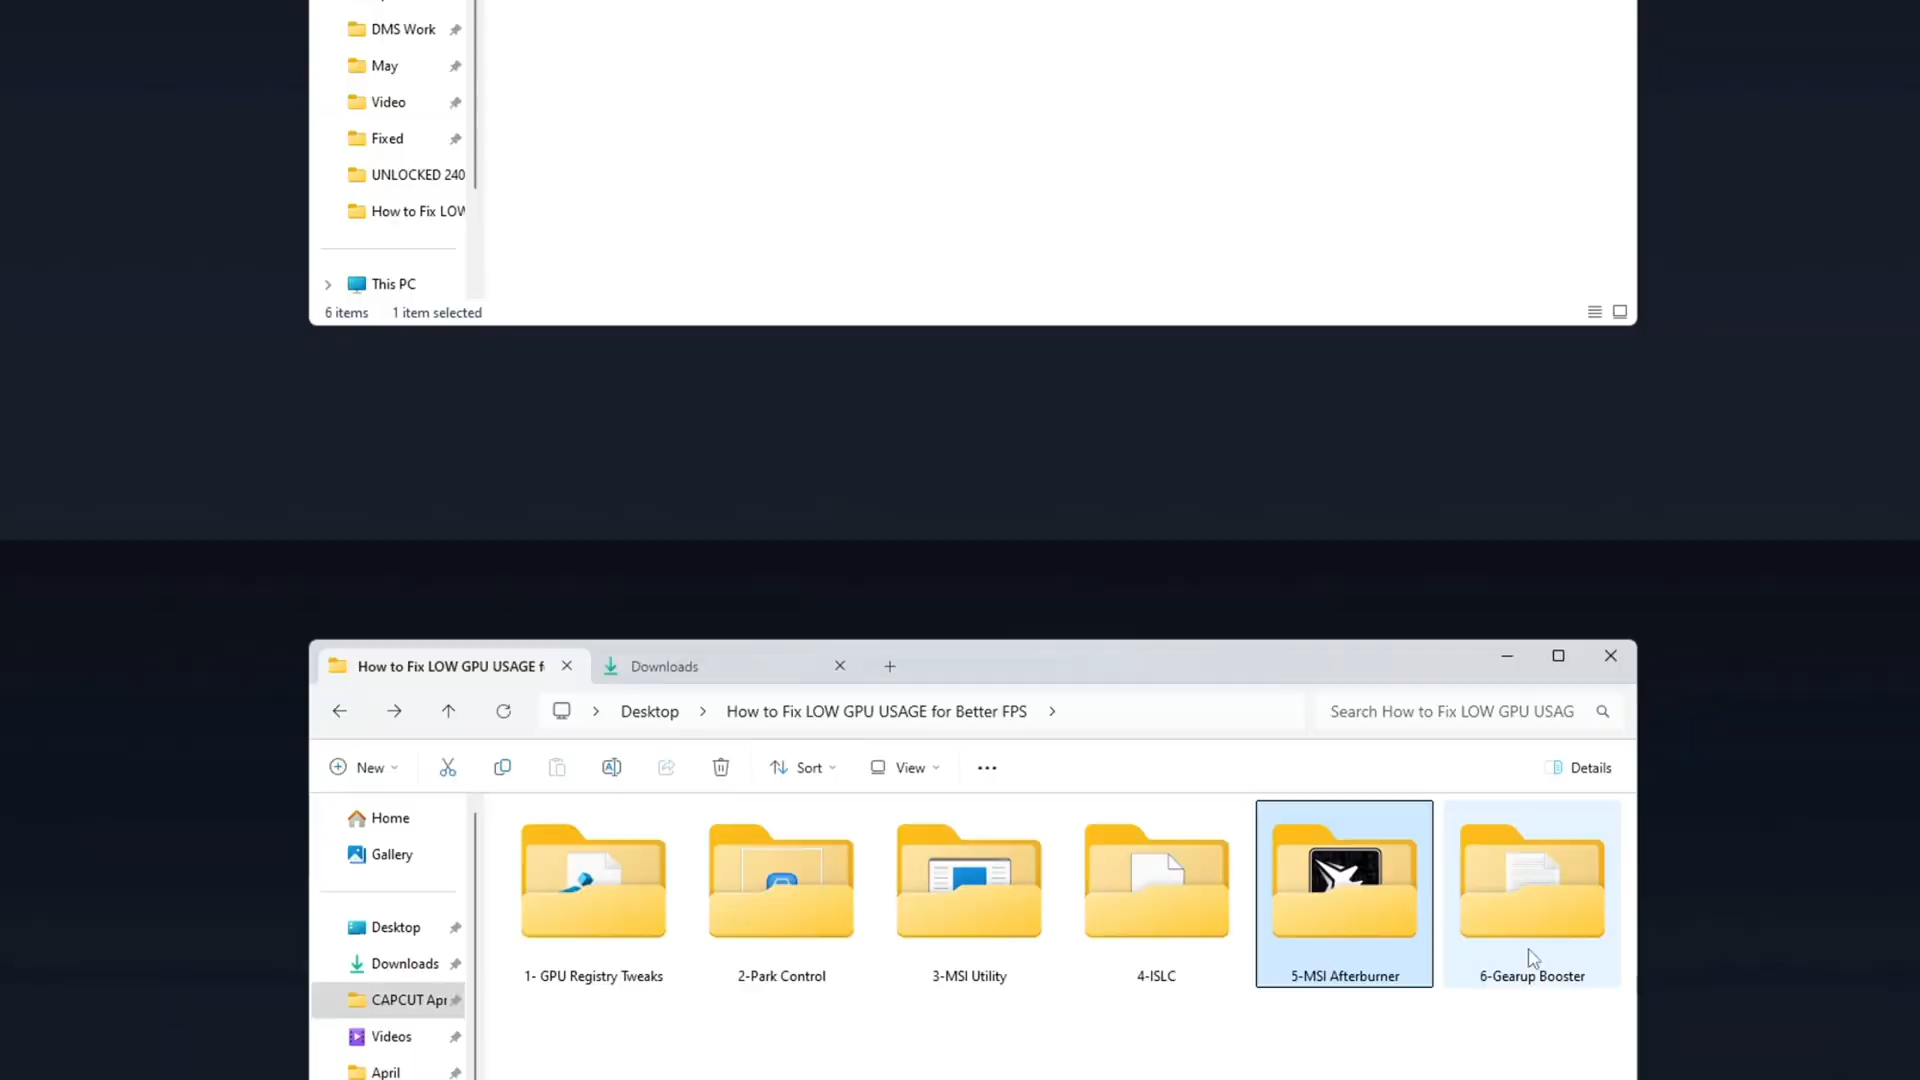 DMS Work
May
Video
Fixed
UNLOCKED 240
How to Fix LOW
This PC
6 items 1 item selected
How to Fix LOW GPU USAGE f
Downloads
Desktop How to Fix LOW GPU USAGE for Better FPS
Search How to Fix LOW GPU USAG
New Sort View ... Details
Home
Gallery
Desktop
Downloads
CAPCUT Apr
Videos
April
1- GPU Registry Tweaks
2-Park Control
3-MSI Utility
4-ISLC
5-MSI Afterburner
6-Gearup Booster